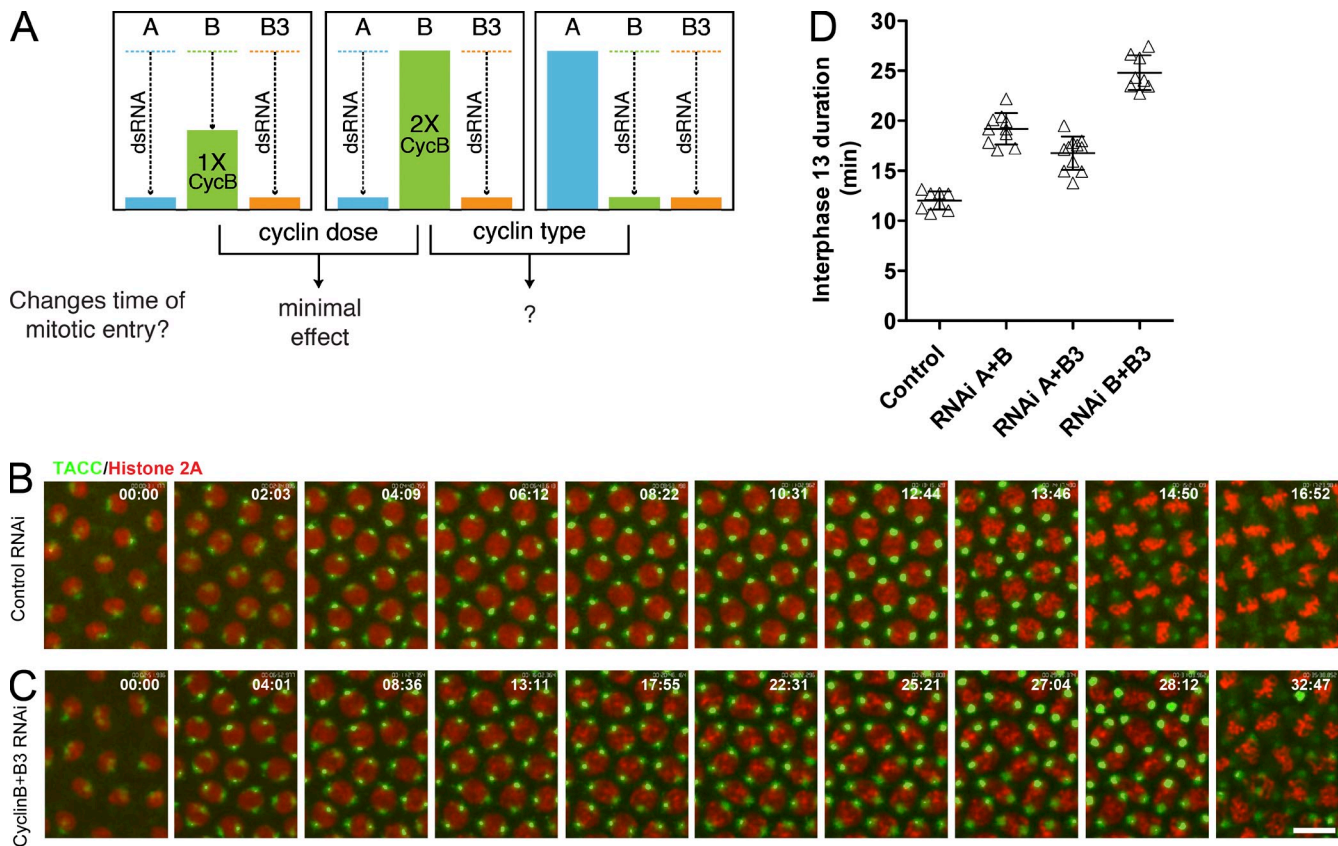 A
A B B3
dsRNA
1X
CycB
dsRNA
A B B3
dsRNA
2X
CycB
dsRNA
A B B3
dsRNA
dsRNA
cyclin dose
cyclin type
Changes time of
mitotic entry?
minimal
effect
?
D
Interphase 13 duration
(min)
30
25
20
15
10
5
0
Control
RNAi A+B
RNAi A+B3
RNAi B+B3
TACC/Histone 2A
B
Control RNAi
00:00 02:03 04:09 06:12 08:22 10:31 12:44 13:46 14:50 16:52
C
CyclinB+B3 RNAi
00:00 04:01 08:36 13:11 17:55 22:31 25:21 27:04 28:12 32:47